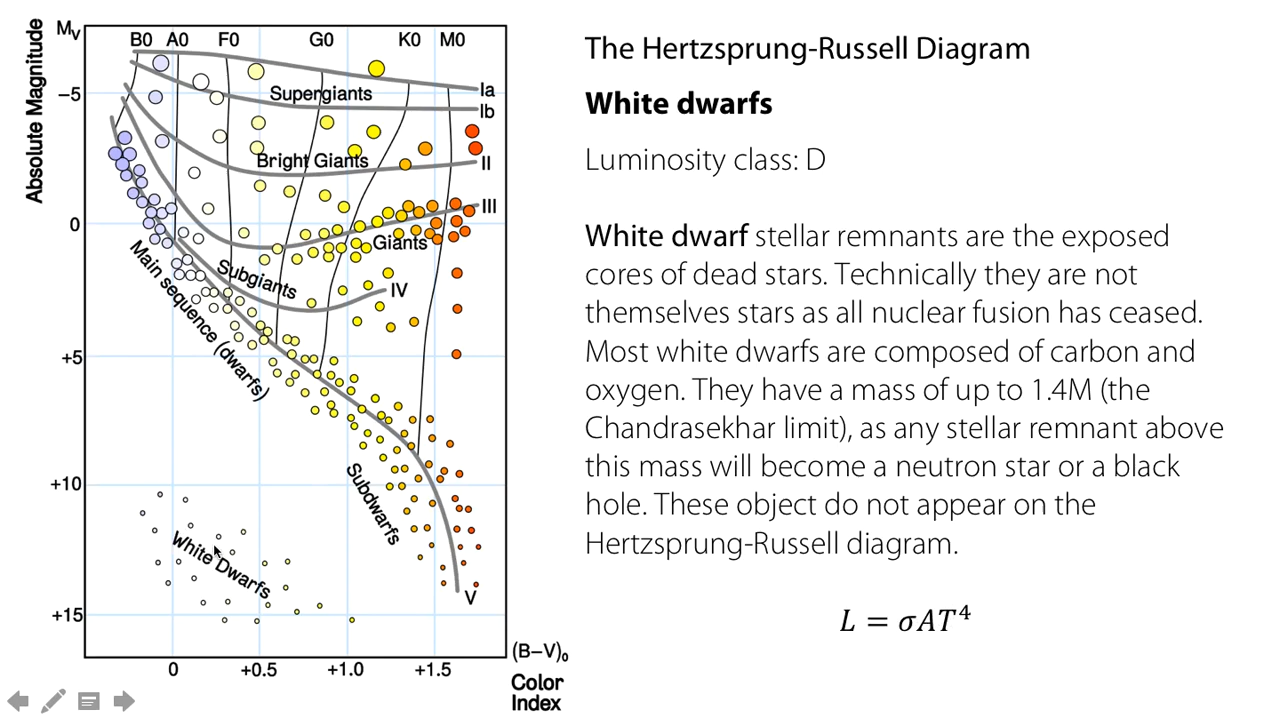 The Hertzsprung-Russell Diagram
White dwarfs
Luminosity class: D
White dwarf stellar remnants are the exposed
cores of dead stars. Technically they are not
themselves stars as all nuclear fusion has ceased.
Most white dwarfs are composed of carbon and
oxygen. They have a mass of up to 1.4M (the
Chandrasekhar limit), as any stellar remnant above
this mass will become a neutron star or a black
hole. These object do not appear on the
Hertzsprung-Russell diagram.
L = σAT⁴
Mv
B0 A0 F0 G0 K0 M0
Absolute Magnitude
−5
0
+5
+10
+15
Supergiants
Ia
Ib
Bright Giants
II
III
Giants
Subgiants
IV
Main sequence (dwarfs)
Subdwarfs
White Dwarfs
V
0 +0.5 +1.0 +1.5
(B−V)₀
Color
Index